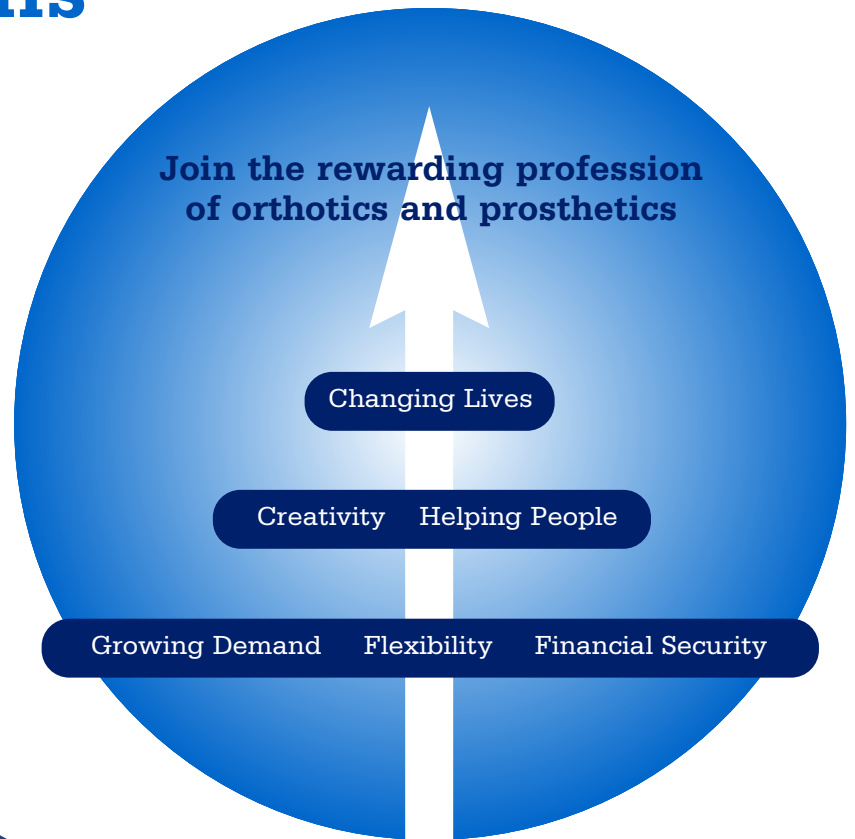 Join the rewarding profession
of orthotics and prosthetics
Changing Lives
Creativity Helping People
Growing Demand Flexibility Financial Security